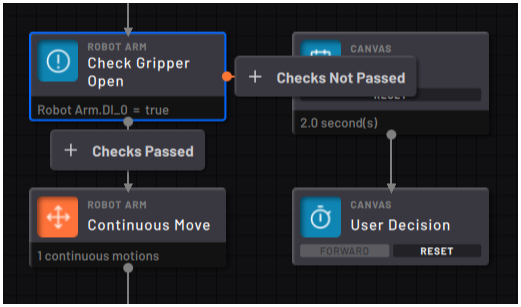 ROBOT ARM
Check Gripper
Open
Robot Arm.DI_0 = true
+ Checks Not Passed
CANVAS
2.0 second(s)
+ Checks Passed
ROBOT ARM
Continuous Move
1 continuous motions
CANVAS
User Decision
FORWARD
RESET